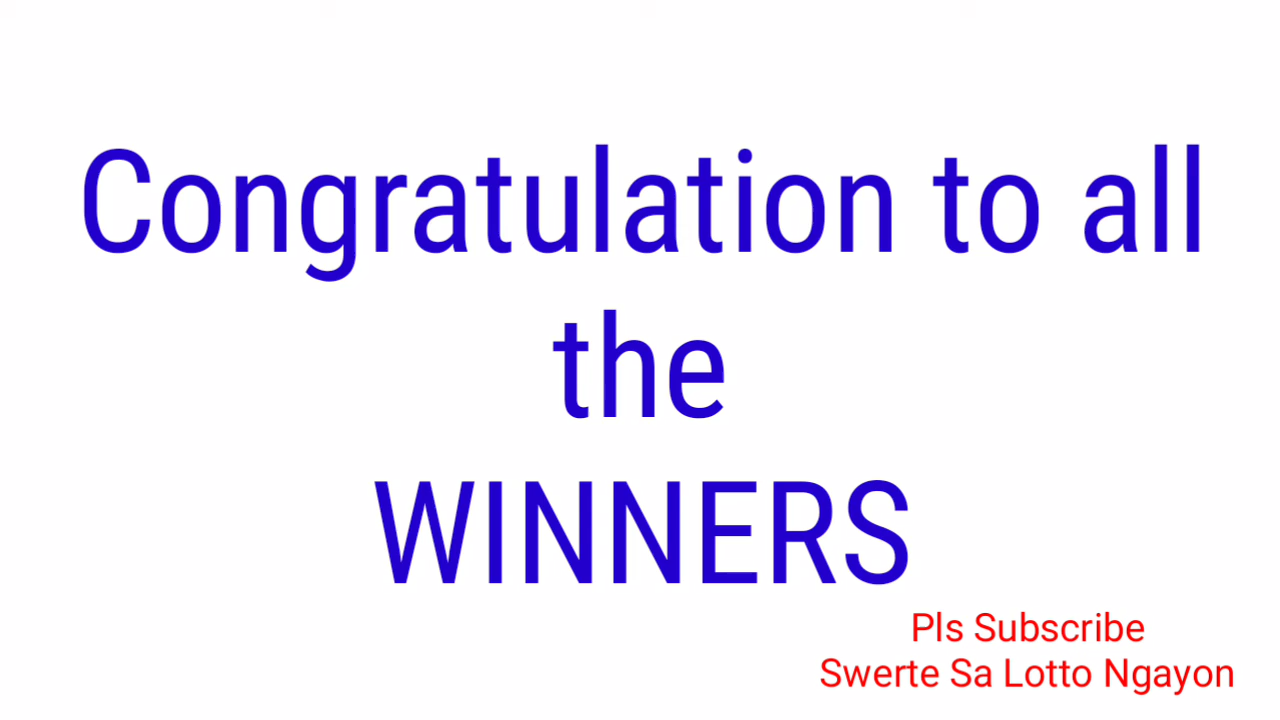 Congratulation to all
the
WINNERS
Pls Subscribe
Swerte Sa Lotto Ngayon